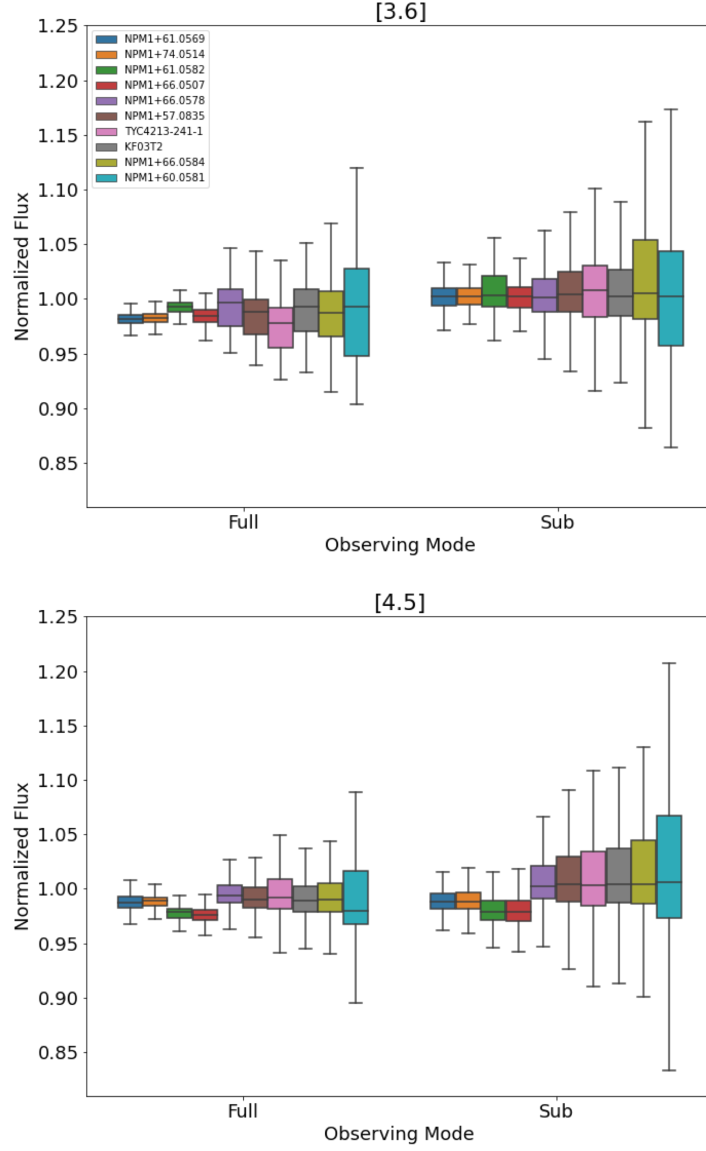 [3.6]
1.25
1.20
1.15
1.10
1.05
1.00
0.95
0.90
0.85
Normalized Flux
NPM1+61.0569
NPM1+74.0514
NPM1+61.0582
NPM1+66.0507
NPM1+66.0578
NPM1+57.0835
TYC4213-241-1
KF03T2
NPM1+66.0584
NPM1+60.0581
Full
Sub
Observing Mode
[4.5]
1.25
1.20
1.15
1.10
1.05
1.00
0.95
0.90
0.85
Normalized Flux
Full
Sub
Observing Mode